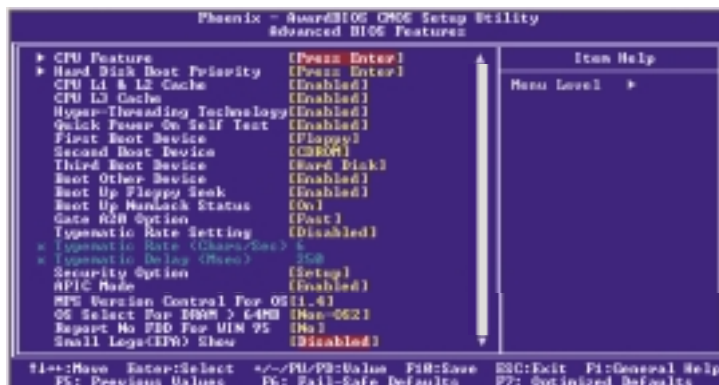 Phoenix - AwardBIOS CMOS Setup Utility
Advanced BIOS Features
CPU Feature [Press Enter]
Hard Disk Boot Priority [Press Enter]
CPU L1 & L2 Cache [Enabled]
CPU L3 Cache [Enabled]
Hyper-Threading Technology[Enabled]
Quick Power On Self Test [Enabled]
First Boot Device [Floppy]
Second Boot Device [CDROM]
Third Boot Device [Hard Disk]
Boot Other Device [Enabled]
Boot Up Floppy Seek [Enabled]
Boot Up NumLock Status [On]
Gate A20 Option [Fast]
Typematic Rate Setting [Disabled]
x Typematic Rate (Chars/Sec) 6
x Typematic Delay (Msec) 250
Security Option [Setup]
APIC Mode [Enabled]
MPS Version Control For OS[1.4]
OS Select For DRAM > 64MB [Non-OS2]
Report No FDD For WIN 95 [No]
Small Logo(EPA) Show [Disabled]
Item Help
Menu Level
↑↓→←:Move Enter:Select +/-/PU/PD:Value F10:Save ESC:Exit F1:General Help
F5: Previous Values F6: Fail-Safe Defaults F7: Optimized Defaults